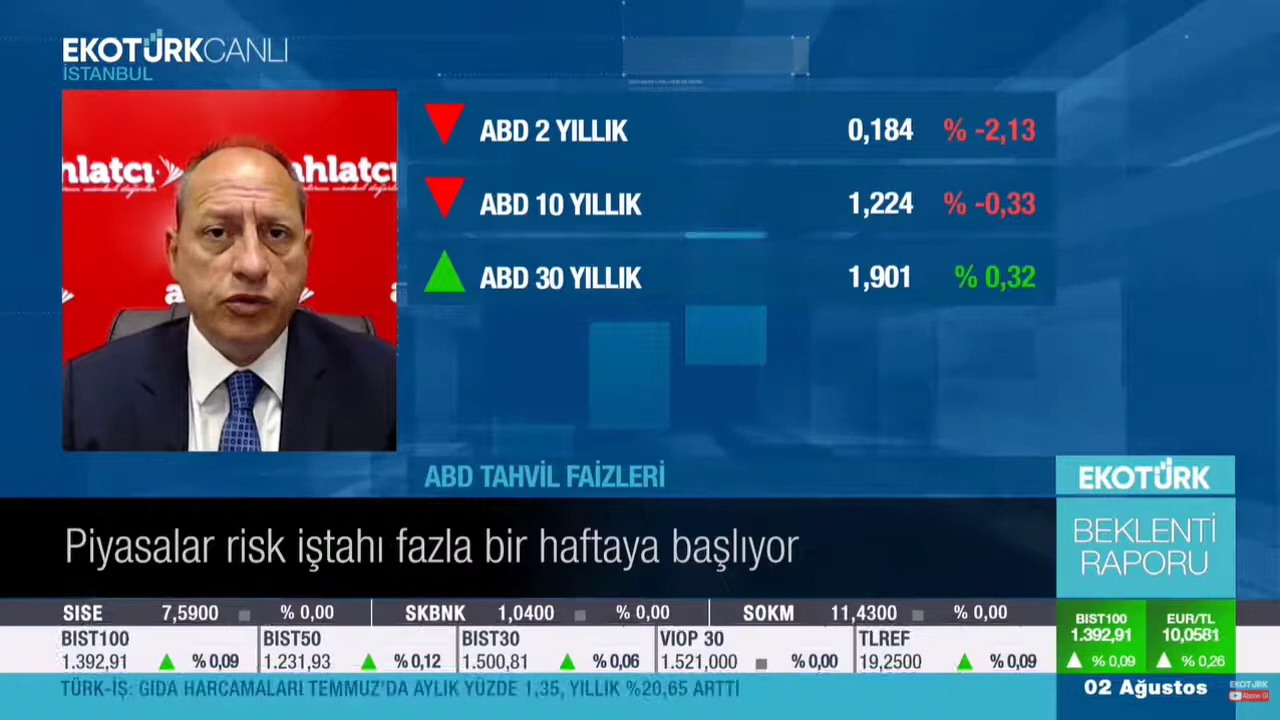 EKOTÜRK CANLI
İSTANBUL
ahlatcı
ahlatcı
ABD 2 YILLIK 0,184 % -2,13
ABD 10 YILLIK 1,224 % -0,33
ABD 30 YILLIK 1,901 % 0,32
ABD TAHVİL FAİZLERİ
EKOTÜRK
Piyasalar risk iştahı fazla bir haftaya başlıyor
BEKLENTİ
RAPORU
SISE 7,5900 % 0,00 SKBNK 1,0400 % 0,00 SOKM 11,4300 % 0,00
BIST100 BIST50 BIST30 VIOP 30 TLREF
1.392,91 % 0,09 1.231,93 % 0,12 1.500,81 % 0,06 1.521,000 % 0,00 19,2500 % 0,09
BIST100 EUR/TL
1.392,91 10,0581
% 0,09 % 0,26
TÜRK-İŞ: GIDA HARCAMALARI TEMMUZ'DA AYLIK YÜZDE 1,35, YILLIK %20,65 ARTTI
02 Ağustos
EKOTÜRK
Abone Ol